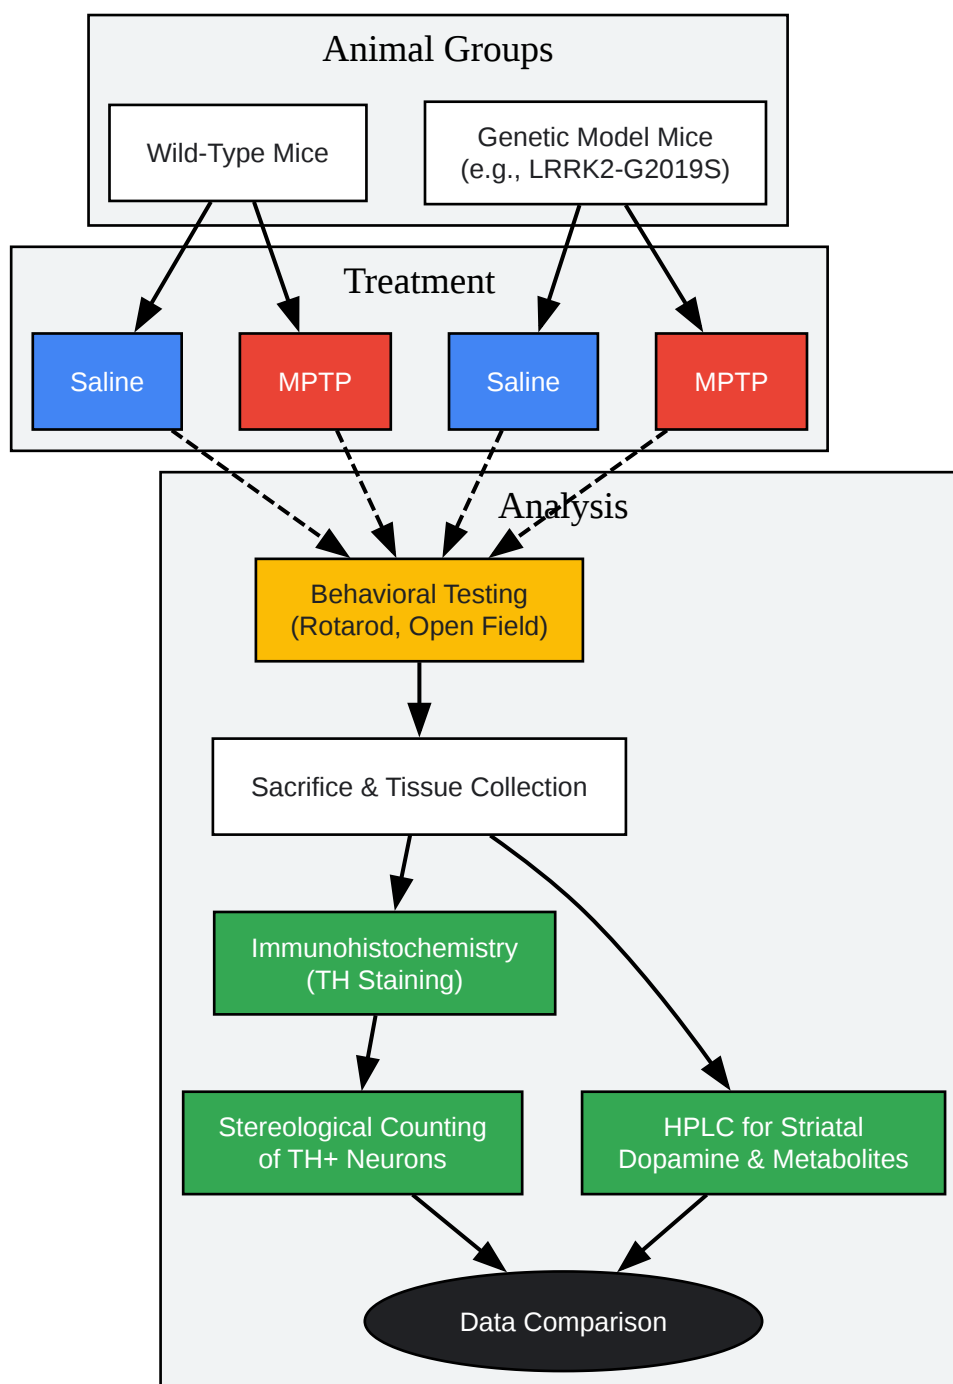 Animal Groups
Wild-Type Mice
Genetic Model Mice
(e.g., LRRK2-G2019S)
Treatment
Saline
MPTP
Saline
MPTP
Analysis
Behavioral Testing
(Rotarod, Open Field)
Sacrifice & Tissue Collection
Immunohistochemistry
(TH Staining)
Stereological Counting
of TH+ Neurons
HPLC for Striatal
Dopamine & Metabolites
Data Comparison